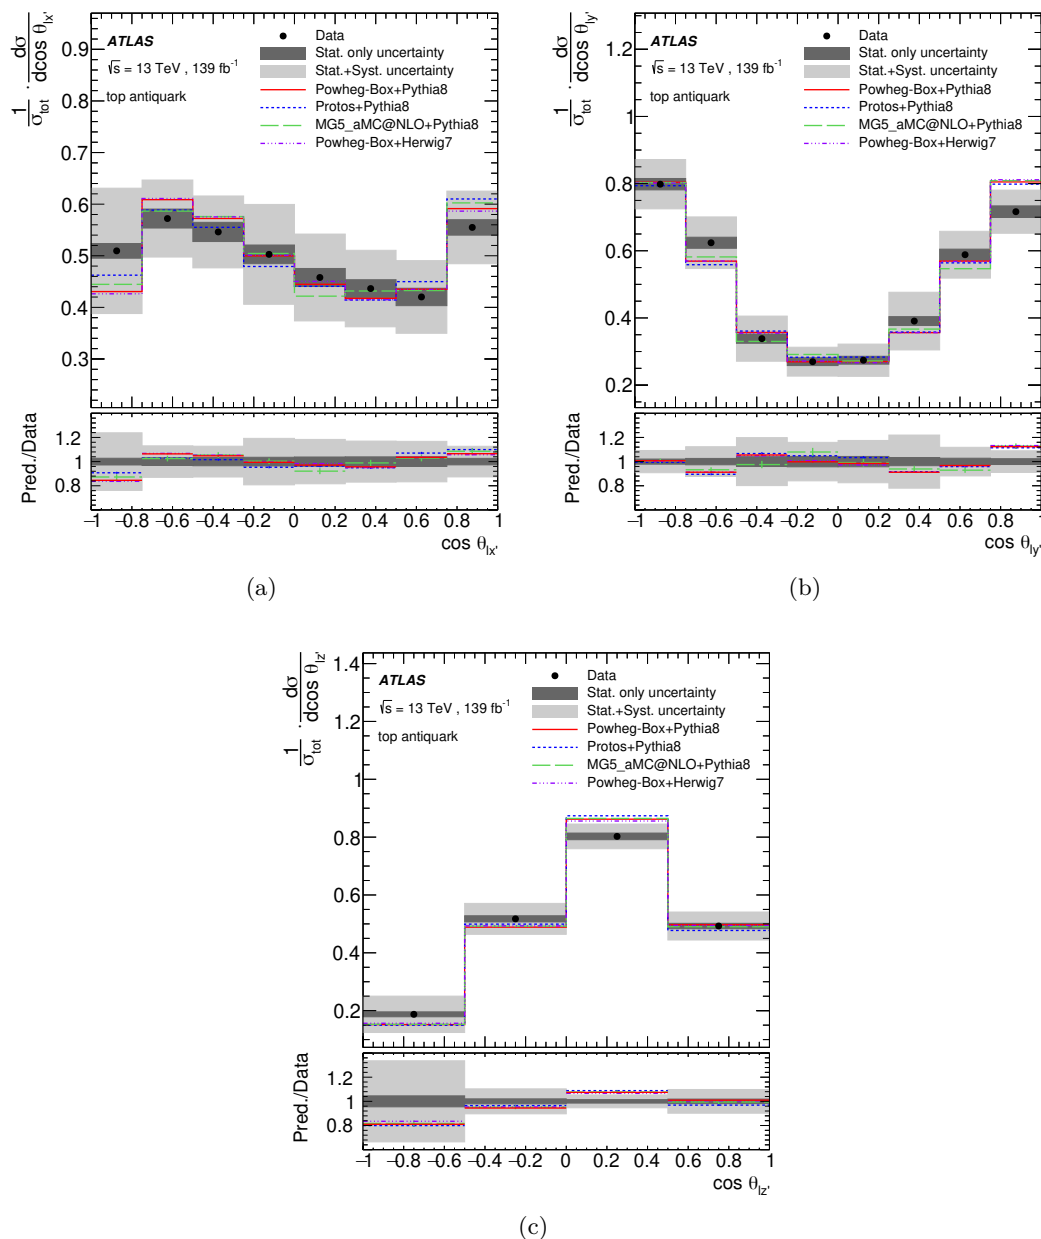 1/σ_tot · dσ/dcos θ_lx'
ATLAS
√s = 13 TeV , 139 fb⁻¹
top antiquark
Data
Stat. only uncertainty
Stat.+Syst. uncertainty
Powheg-Box+Pythia8
Protos+Pythia8
MG5_aMC@NLO+Pythia8
Powheg-Box+Herwig7
0.9
0.8
0.7
0.6
0.5
0.4
0.3
Pred./Data
1.2
1
0.8
−1 −0.8 −0.6 −0.4 −0.2 0 0.2 0.4 0.6 0.8 1
cos θ_lx'
(a)
1/σ_tot · dσ/dcos θ_ly'
ATLAS
√s = 13 TeV , 139 fb⁻¹
top antiquark
Data
Stat. only uncertainty
Stat.+Syst. uncertainty
Powheg-Box+Pythia8
Protos+Pythia8
MG5_aMC@NLO+Pythia8
Powheg-Box+Herwig7
1.2
1
0.8
0.6
0.4
0.2
Pred./Data
1.2
1
0.8
−1 −0.8 −0.6 −0.4 −0.2 0 0.2 0.4 0.6 0.8 1
cos θ_ly'
(b)
1/σ_tot · dσ/dcos θ_lz'
ATLAS
√s = 13 TeV , 139 fb⁻¹
top antiquark
Data
Stat. only uncertainty
Stat.+Syst. uncertainty
Powheg-Box+Pythia8
Protos+Pythia8
MG5_aMC@NLO+Pythia8
Powheg-Box+Herwig7
1.4
1.2
1
0.8
0.6
0.4
0.2
Pred./Data
1.2
1
0.8
−1 −0.8 −0.6 −0.4 −0.2 0 0.2 0.4 0.6 0.8 1
cos θ_lz'
(c)